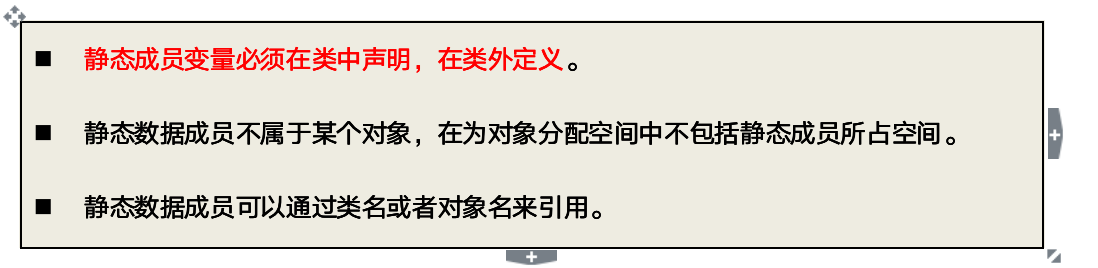 ■ 静态成员变量必须在类中声明，在类外定义。
■ 静态数据成员不属于某个对象，在为对象分配空间中不包括静态成员所占空间。
■ 静态数据成员可以通过类名或者对象名来引用。